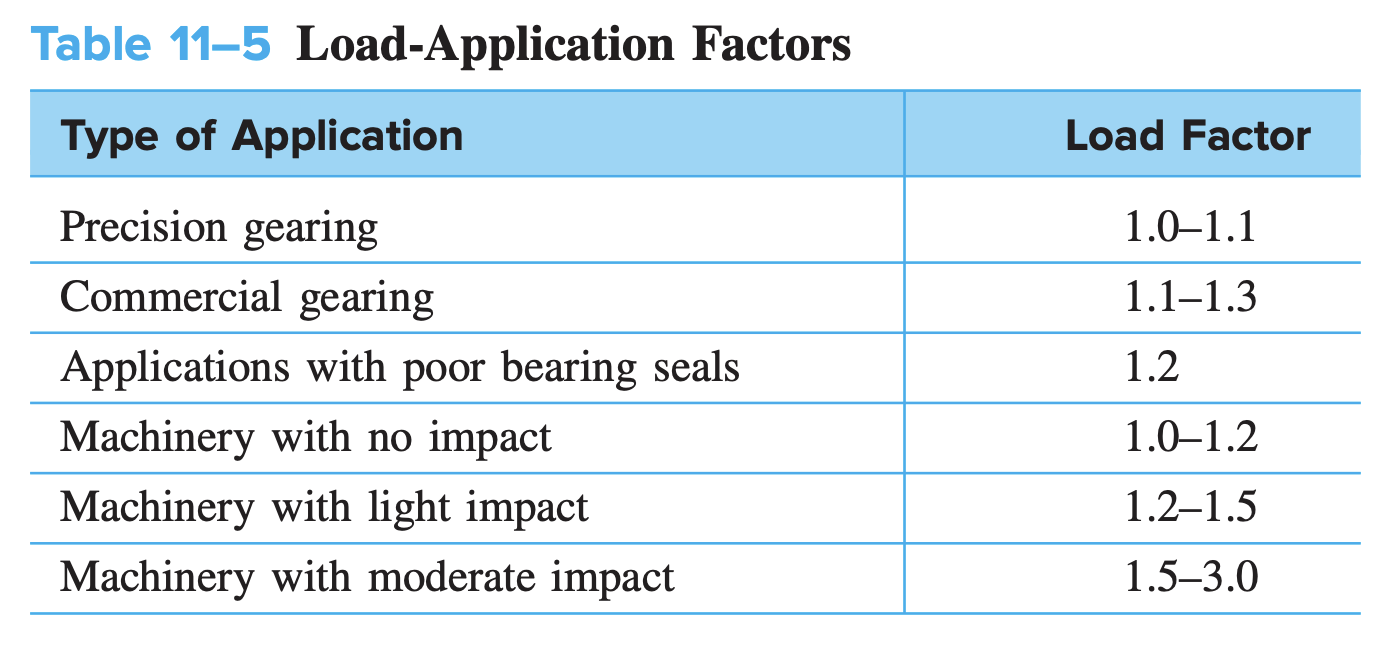 Table 11–5 Load-Application Factors
Type of Application Load Factor
Precision gearing 1.0–1.1
Commercial gearing 1.1–1.3
Applications with poor bearing seals 1.2
Machinery with no impact 1.0–1.2
Machinery with light impact 1.2–1.5
Machinery with moderate impact 1.5–3.0